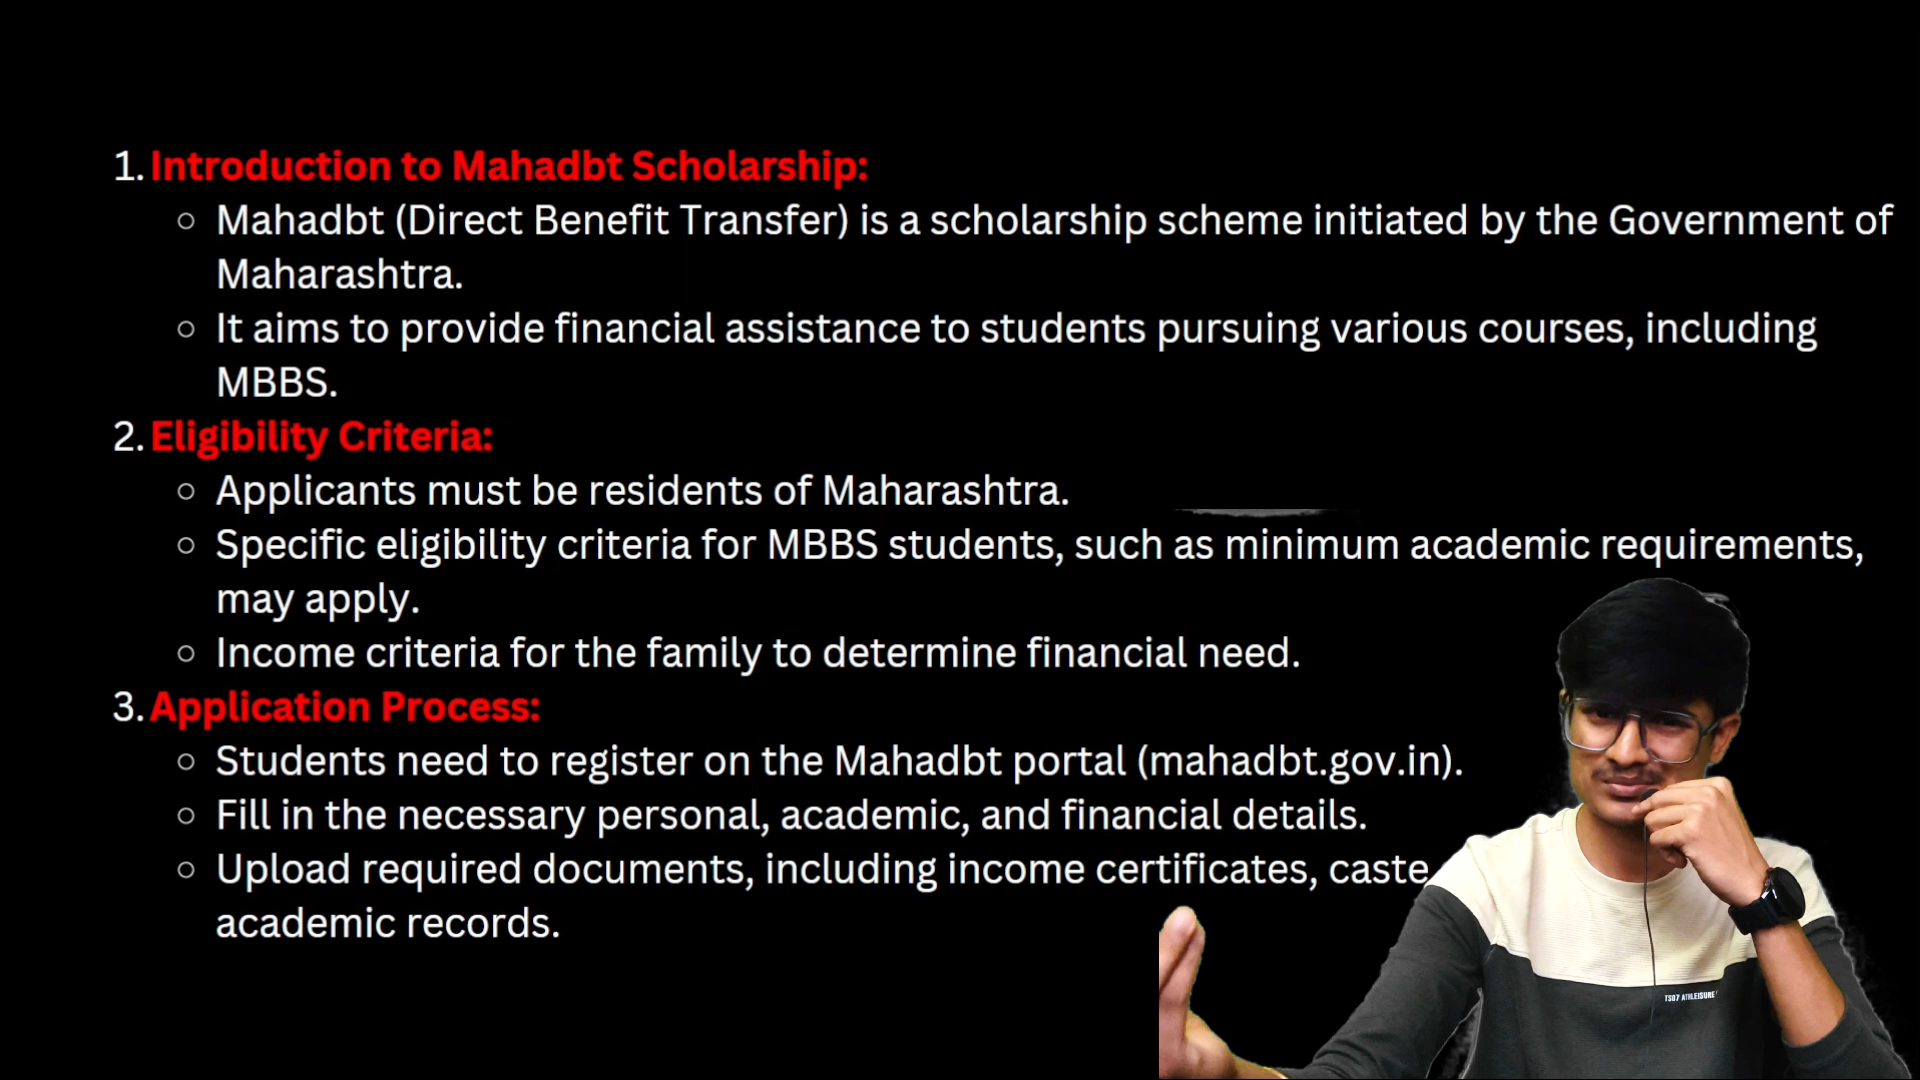 1. Introduction to Mahadbt Scholarship:
○ Mahadbt (Direct Benefit Transfer) is a scholarship scheme initiated by the Government of
Maharashtra.
○ It aims to provide financial assistance to students pursuing various courses, including
MBBS.
2. Eligibility Criteria:
○ Applicants must be residents of Maharashtra.
○ Specific eligibility criteria for MBBS students, such as minimum academic requirements,
may apply.
○ Income criteria for the family to determine financial need.
3. Application Process:
○ Students need to register on the Mahadbt portal (mahadbt.gov.in).
○ Fill in the necessary personal, academic, and financial details.
○ Upload required documents, including income certificates, caste
academic records.
TS07 ATHLEISURE